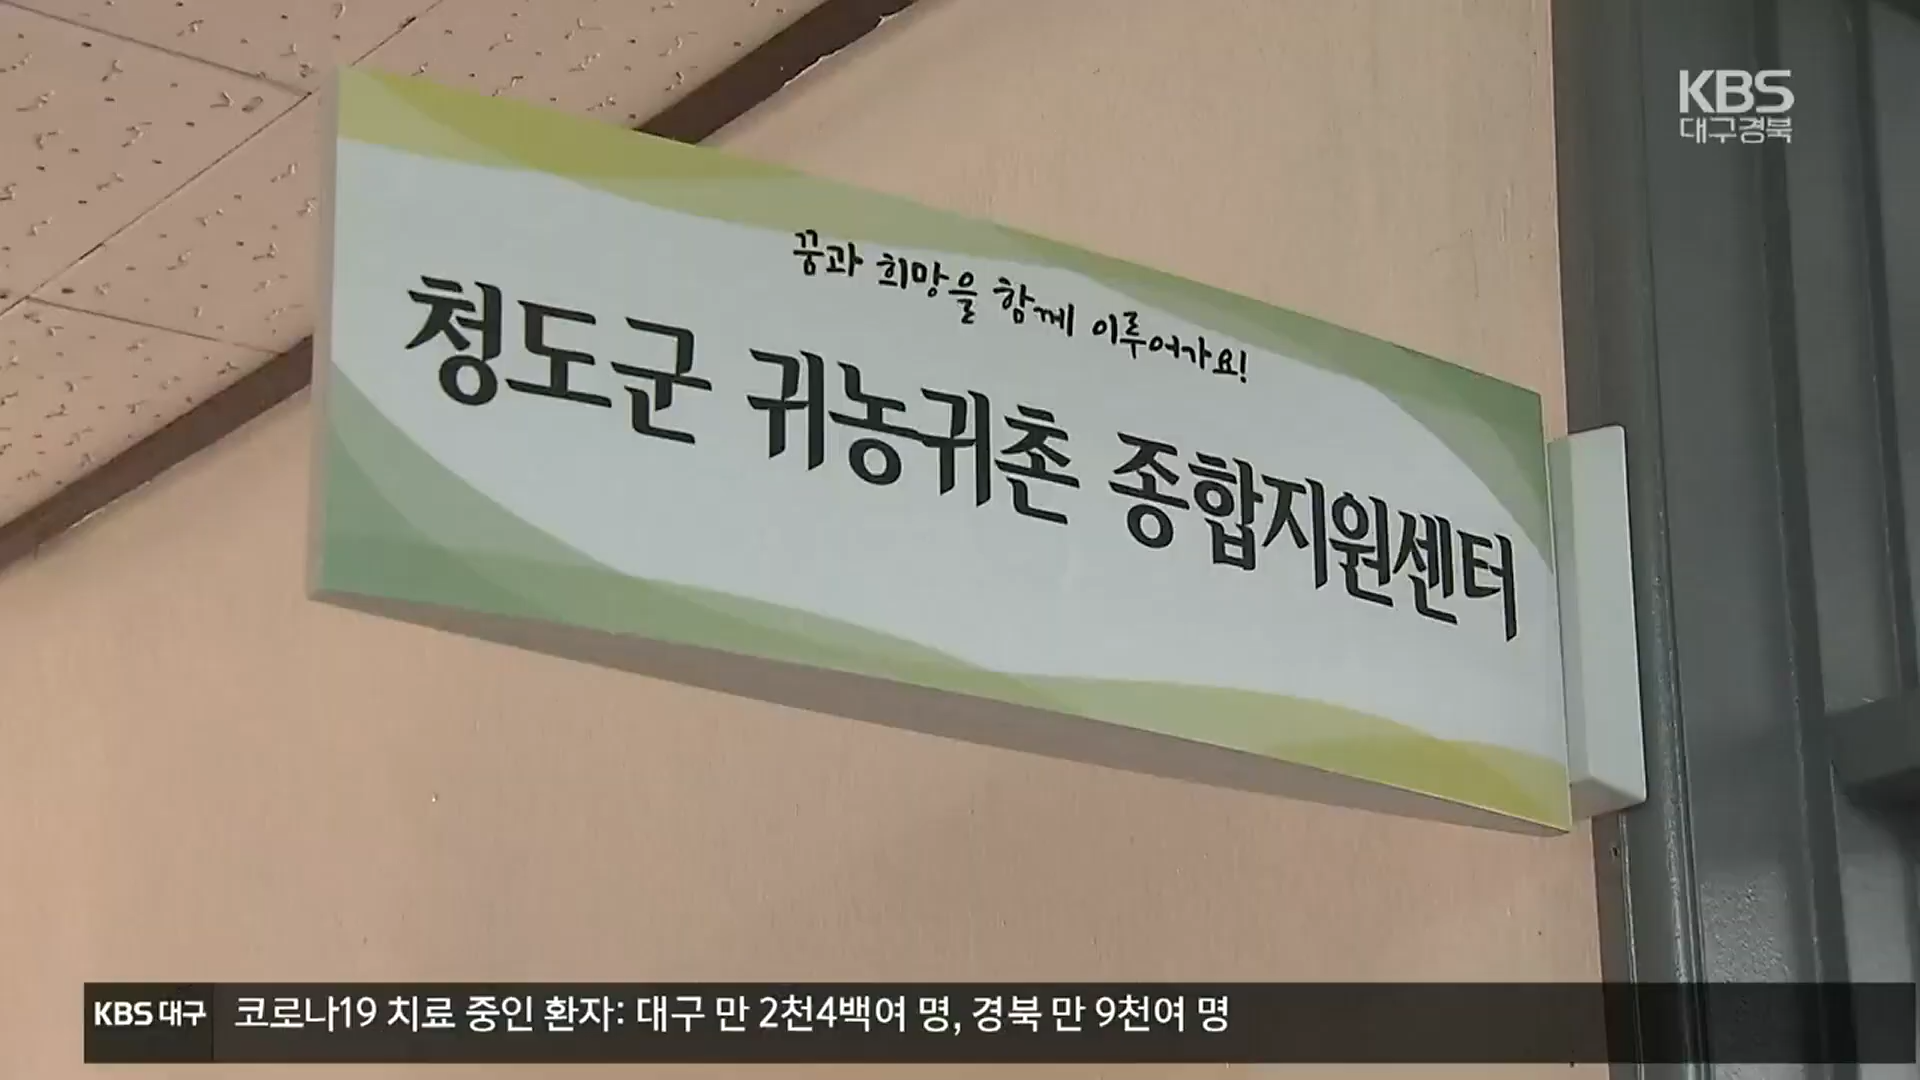 KBS
대구경북
꿈과 희망을 함께 이루어가요!
청도군 귀농귀촌 종합지원센터
KBS 대구 코로나19 치료 중인 환자: 대구 만 2천4백여 명, 경북 만 9천여 명